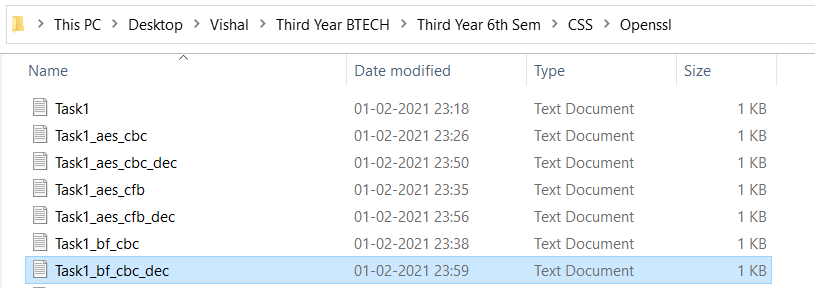 This PC > Desktop > Vishal > Third Year BTECH > Third Year 6th Sem > CSS > Openssl
Name Date modified Type Size
Task1 01-02-2021 23:18 Text Document 1 KB
Task1_aes_cbc 01-02-2021 23:26 Text Document 1 KB
Task1_aes_cbc_dec 01-02-2021 23:50 Text Document 1 KB
Task1_aes_cfb 01-02-2021 23:35 Text Document 1 KB
Task1_aes_cfb_dec 01-02-2021 23:56 Text Document 1 KB
Task1_bf_cbc 01-02-2021 23:38 Text Document 1 KB
Task1_bf_cbc_dec 01-02-2021 23:59 Text Document 1 KB